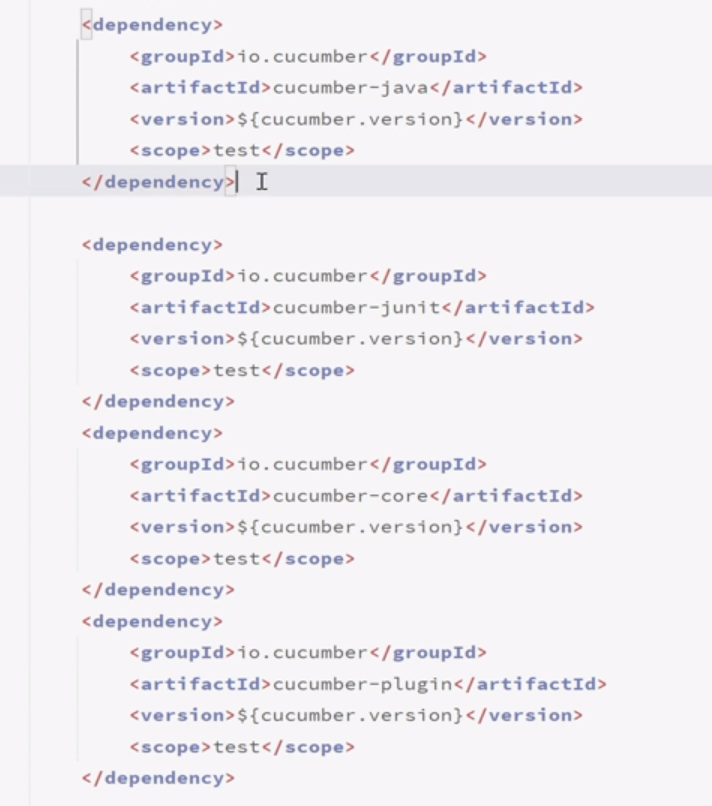 <dependency>
<groupId>io.cucumber</groupId>
<artifactId>cucumber-java</artifactId>
<version>${cucumber.version}</version>
<scope>test</scope>
</dependency>
<dependency>
<groupId>io.cucumber</groupId>
<artifactId>cucumber-junit</artifactId>
<version>${cucumber.version}</version>
<scope>test</scope>
</dependency>
<dependency>
<groupId>io.cucumber</groupId>
<artifactId>cucumber-core</artifactId>
<version>${cucumber.version}</version>
<scope>test</scope>
</dependency>
<dependency>
<groupId>io.cucumber</groupId>
<artifactId>cucumber-plugin</artifactId>
<version>${cucumber.version}</version>
<scope>test</scope>
</dependency>